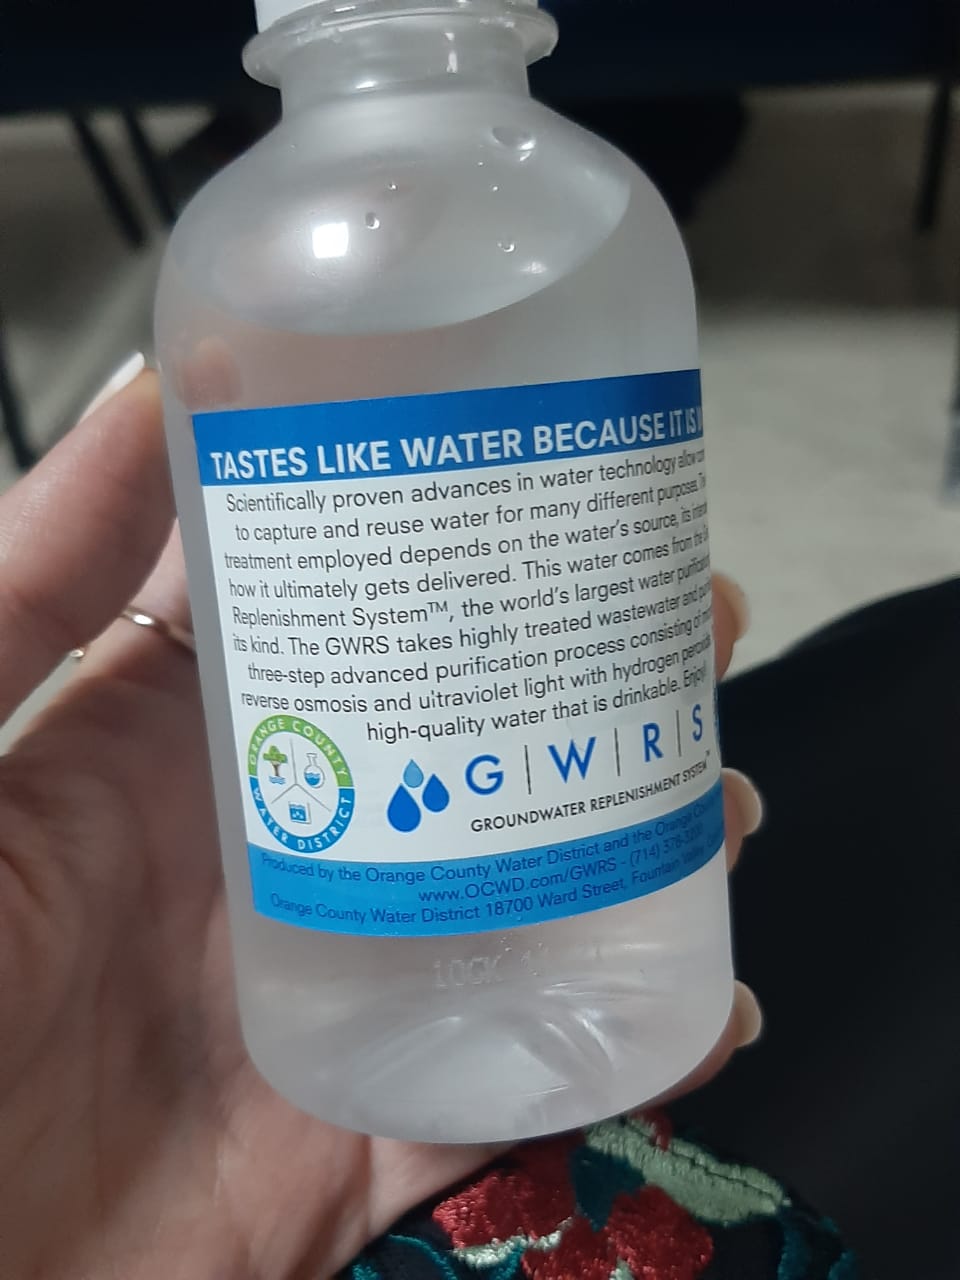 TASTES LIKE WATER BECAUSE IT IS
Scientifically proven advances in water technology allow
to capture and reuse water for many different purposes.
treatment employed depends on the water's source, its
how it ultimately gets delivered. This water comes from the
Replenishment System™, the world's largest water
its kind. The GWRS takes highly treated wastewater and
three-step advanced purification process consisting of
reverse osmosis and ultraviolet light with hydrogen
high-quality water that is drinkable. Enjoy!
ORANGE COUNTY
WATER DISTRICT
G|W|R|S
GROUNDWATER REPLENISHMENT SYSTEM™
Produced by the Orange County Water District and the Orange
www.OCWD.com/GWRS - (714) 378-3200
Orange County Water District 18700 Ward Street, Fountain Valley,